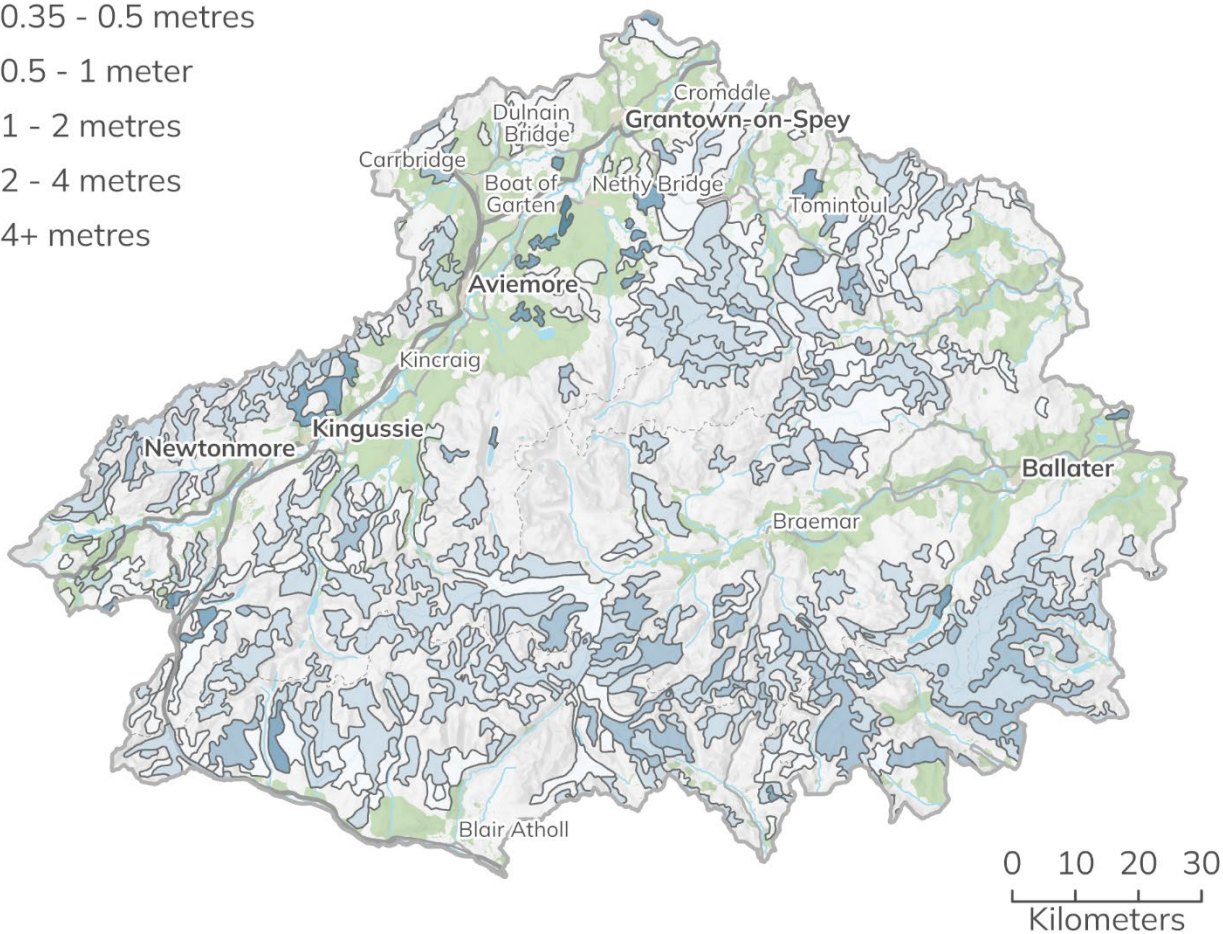 0.35 - 0.5 metres
0.5 - 1 meter
1 - 2 metres
2 - 4 metres
4+ metres
Cromdale
Dulnain
Bridge
Grantown-on-Spey
Carrbridge
Boat of
Garten
Nethy Bridge
Tomintoul
Aviemore
Kincraig
Kingussie
Newtonmore
Ballater
Braemar
Blair Atholl
0 10 20 30
Kilometers